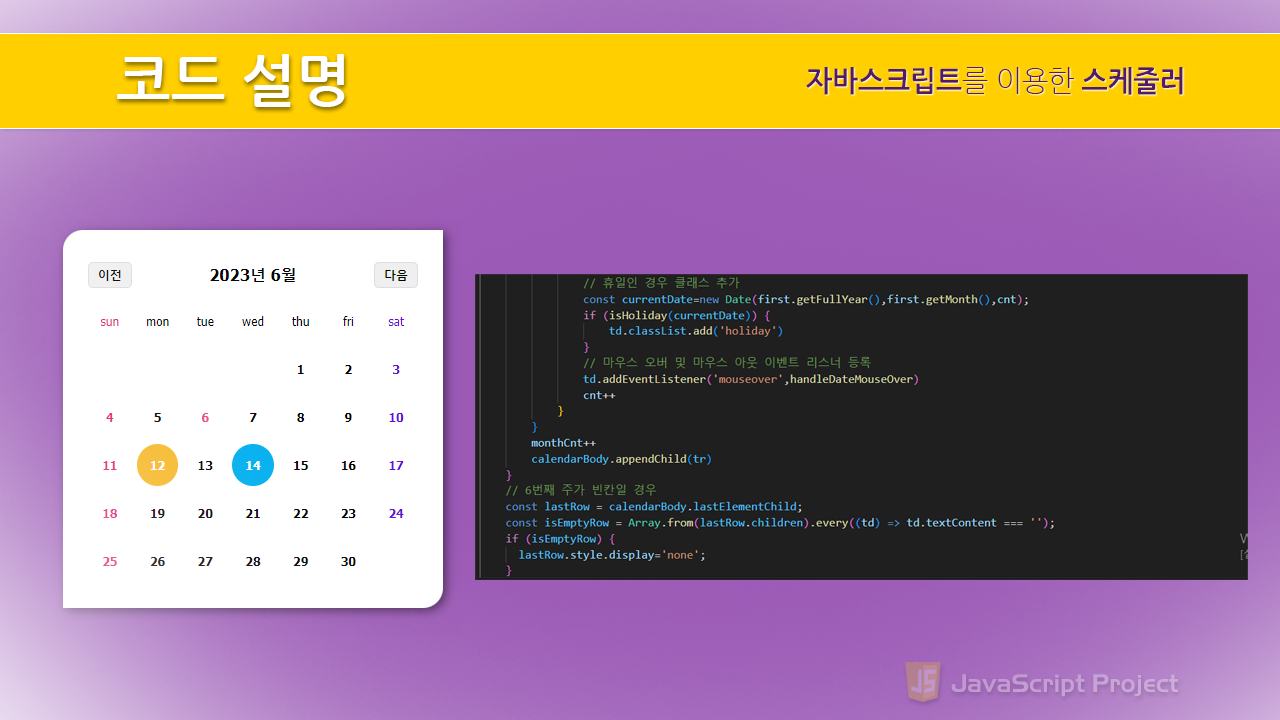 코드 설명
자바스크립트를 이용한 스케줄러
이전 2023년 6월 다음
sun mon tue wed thu fri sat
1 2 3
4 5 6 7 8 9 10
11 12 13 14 15 16 17
18 19 20 21 22 23 24
25 26 27 28 29 30
// 휴일인 경우 클래스 추가
const currentDate=new Date(first.getFullYear(),first.getMonth(),cnt);
if (isHoliday(currentDate)) {
td.classList.add('holiday')
}
// 마우스 오버 및 마우스 아웃 이벤트 리스너 등록
td.addEventListener('mouseover',handleDateMouseOver)
cnt++
}
}
monthCnt++
calendarBody.appendChild(tr)
}
// 6번째 주가 빈칸일 경우
const lastRow = calendarBody.lastElementChild;
const isEmptyRow = Array.from(lastRow.children).every((td) => td.textContent === '');
if (isEmptyRow) {
lastRow.style.display='none';
}
JS JavaScript Project